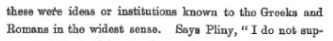 these were ideas or institutions known to the Greeks and
Romans in the widest sense. Says Pliny, "I do not sup-